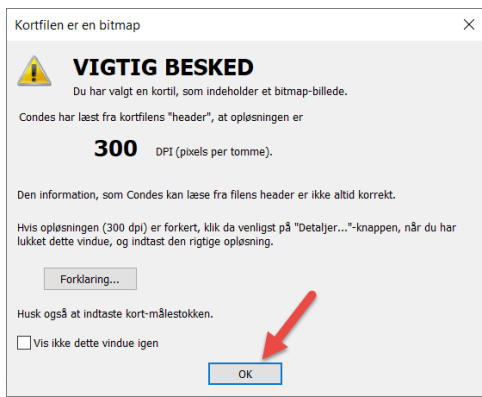 Kortfilen er en bitmap
VIGTIG BESKED
Du har valgt en kortil, som indeholder et bitmap-billede.
Condes har læst fra kortfilens "header", at opløsningen er
300 DPI (pixels per tomme).
Den information, som Condes kan læse fra filens header er ikke altid korrekt.
Hvis opløsningen (300 dpi) er forkert, klik da venligst på "Detaljer..."-knappen, når du har
lukket dette vindue, og indtast den rigtige opløsning.
Forklaring...
Husk også at indtaste kort-målestokken.
Vis ikke dette vindue igen
OK